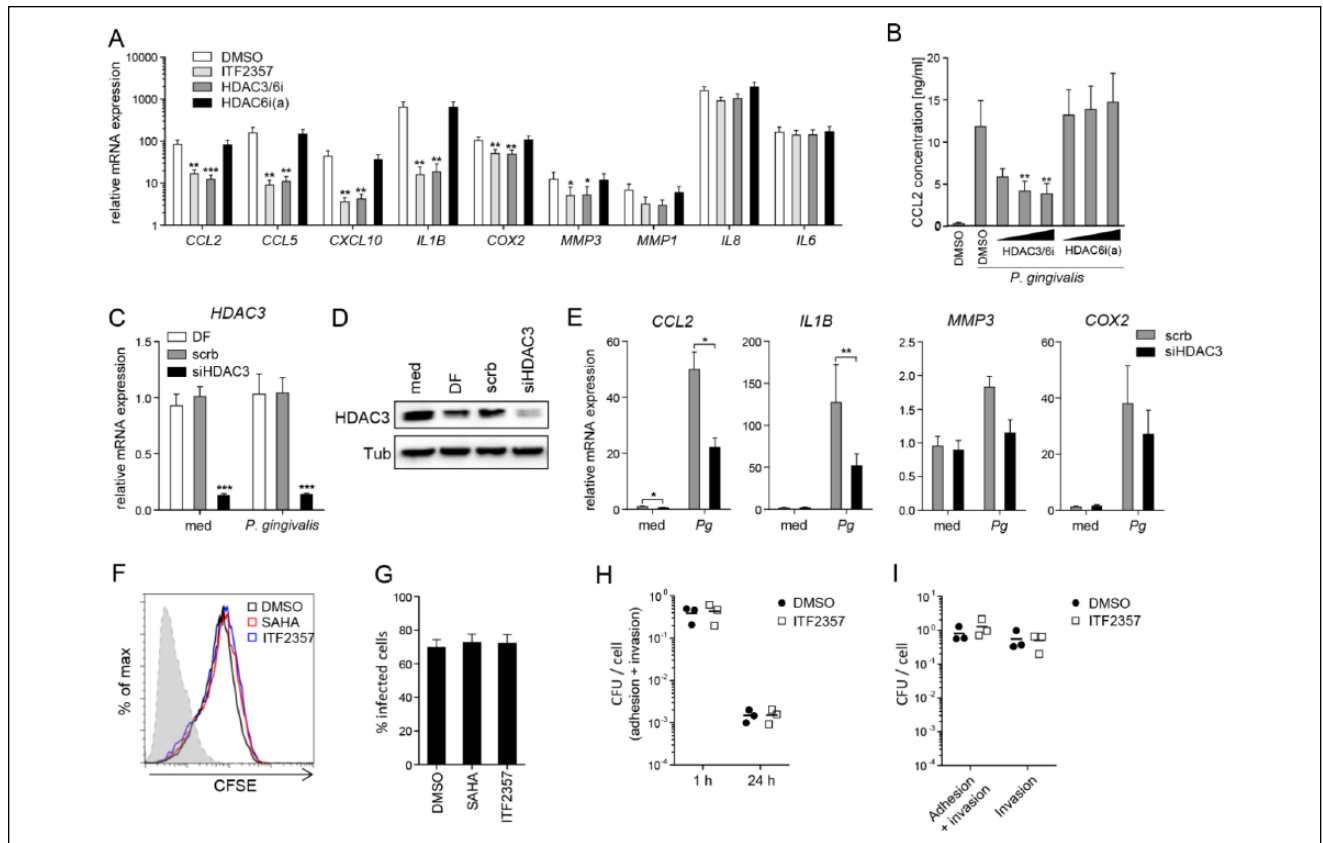 A
DMSO
ITF2357
HDAC3/6i
HDAC6i(a)
relative mRNA expression
10000
1000
100
10
1
** ***
** **
** **
** **
** **
* *
CCL2 CCL5 CXCL10 IL1B COX2 MMP3 MMP1 IL8 IL6
B
CCL2 concentration [ng/ml]
20
15
10
5
0
** **
DMSO
DMSO
HDAC3/6i
HDAC6i(a)
P. gingivalis
C
HDAC3
DF
scrb
siHDAC3
relative mRNA expression
1.5
1.0
0.5
0.0
***
***
med P. gingivalis
D
med
DF
scrb
siHDAC3
HDAC3
Tub
E
relative mRNA expression
CCL2
60
40
20
0
*
*
med Pg
IL1B
200
150
100
50
0
**
med Pg
MMP3
2.5
2.0
1.5
1.0
0.5
0.0
med Pg
COX2
60
40
20
0
med Pg
scrb
siHDAC3
F
DMSO
SAHA
ITF2357
% of max
CFSE
G
% infected cells
100
80
60
40
20
0
DMSO
SAHA
ITF2357
H
DMSO
ITF2357
CFU / cell
(adhesion + invasion)
10⁰
10⁻¹
10⁻²
10⁻³
10⁻⁴
1 h 24 h
I
DMSO
ITF2357
CFU / cell
10¹
10⁰
10⁻¹
10⁻²
10⁻³
10⁻⁴
Adhesion
+ invasion
Invasion